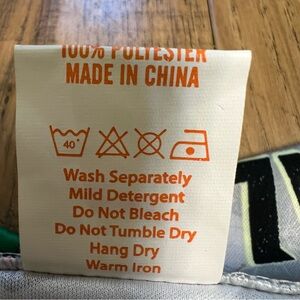 100% POLYESTER
MADE IN CHINA
40°
Wash Separately
Mild Detergent
Do Not Bleach
Do Not Tumble Dry
Hang Dry
Warm Iron